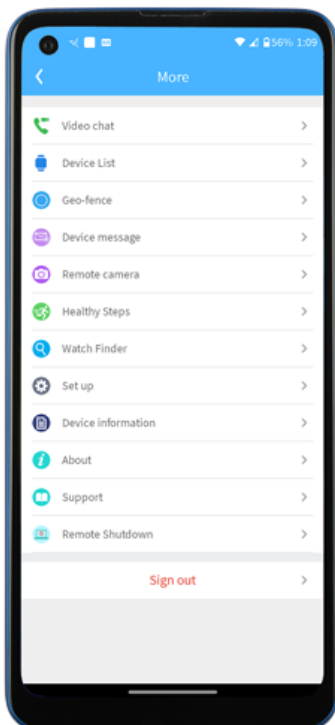 56% 1:09
More
Video chat
Device List
Geo-fence
Device message
Remote camera
Healthy Steps
Watch Finder
Set up
Device information
About
Support
Remote Shutdown
Sign out